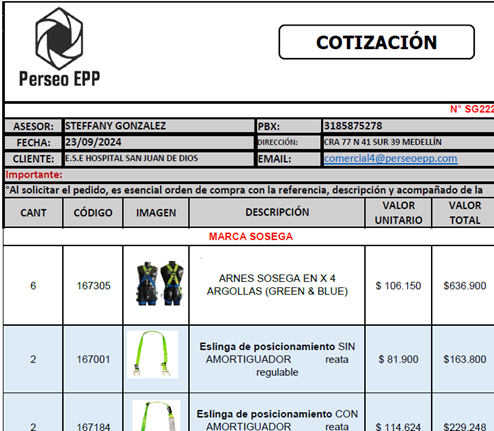 COTIZACIÓN
Perseo EPP
N° SG222
ASESOR: STEFFANY GONZALEZ PBX: 3185875278
FECHA: 23/09/2024 DIRECCIÓN: CRA 77 N 41 SUR 39 MEDELLÍN
CLIENTE: E.S.E HOSPITAL SAN JUAN DE DIOS EMAIL: comercial4@perseoepp.com
Importante:
°Al solicitar el pedido, es esencial orden de compra con la referencia, descripción y acompañado de la
CANT CÓDIGO IMAGEN DESCRIPCIÓN VALOR UNITARIO VALOR TOTAL
MARCA SOSEGA
6 167305 ARNES SOSEGA EN X 4 ARGOLLAS (GREEN & BLUE) $ 106.150 $636.900
2 167001 Eslinga de posicionamiento SIN AMORTIGUADOR reata regulable $ 81.900 $163.800
2 167184 Eslinga de posicionamiento CON AMORTIGUADOR reata $ 114.624 $229.248